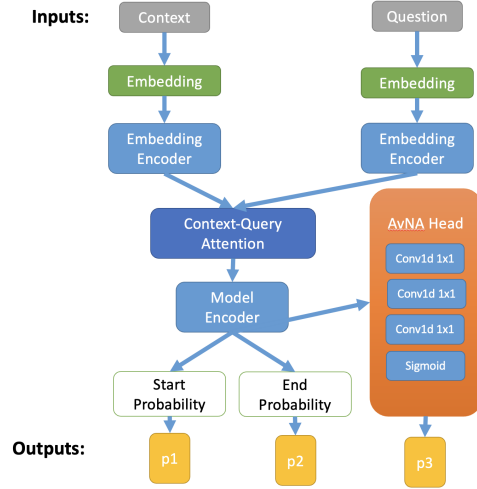 Inputs:
Context
Question
Embedding
Embedding
Embedding
Encoder
Embedding
Encoder
Context-Query
Attention
AvNA Head
Conv1d 1x1
Conv1d 1x1
Conv1d 1x1
Sigmoid
Model
Encoder
Start
Probability
End
Probability
Outputs:
p1
p2
p3